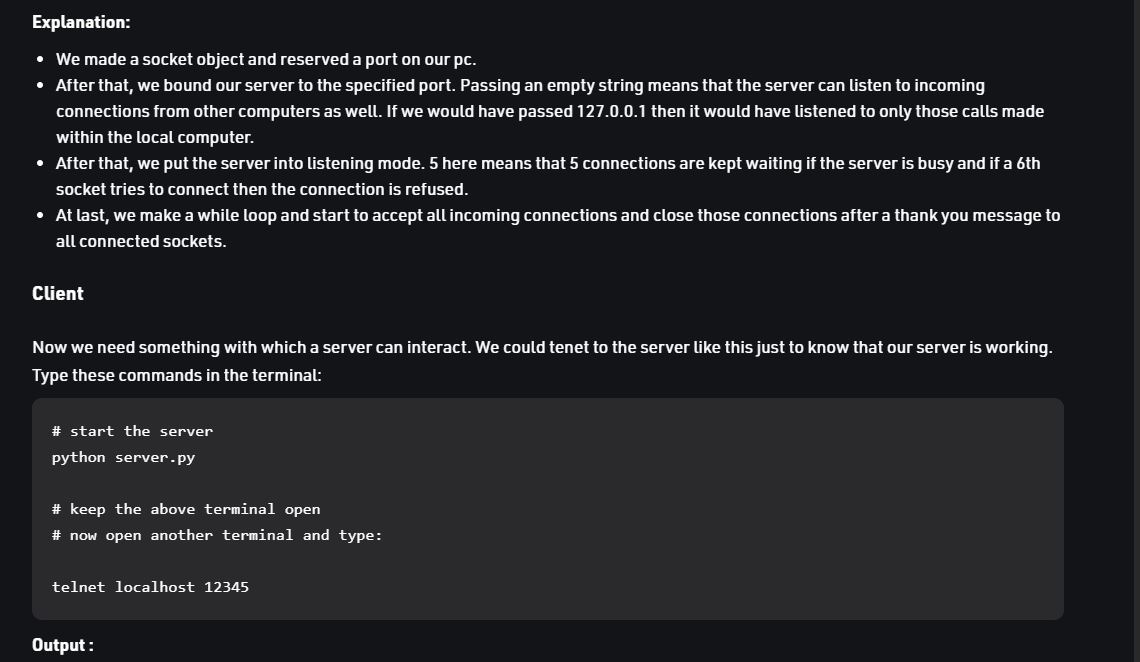 Explanation:
• We made a socket object and reserved a port on our pc.
• After that, we bound our server to the specified port. Passing an empty string means that the server can listen to incoming
connections from other computers as well. If we would have passed 127.0.0.1 then it would have listened to only those calls made
within the local computer.
• After that, we put the server into listening mode. 5 here means that 5 connections are kept waiting if the server is busy and if a 6th
socket tries to connect then the connection is refused.
• At last, we make a while loop and start to accept all incoming connections and close those connections after a thank you message to
all connected sockets.
Client
Now we need something with which a server can interact. We could tenet to the server like this just to know that our server is working.
Type these commands in the terminal:
# start the server
python server.py
# keep the above terminal open
# now open another terminal and type:
telnet localhost 12345
Output :